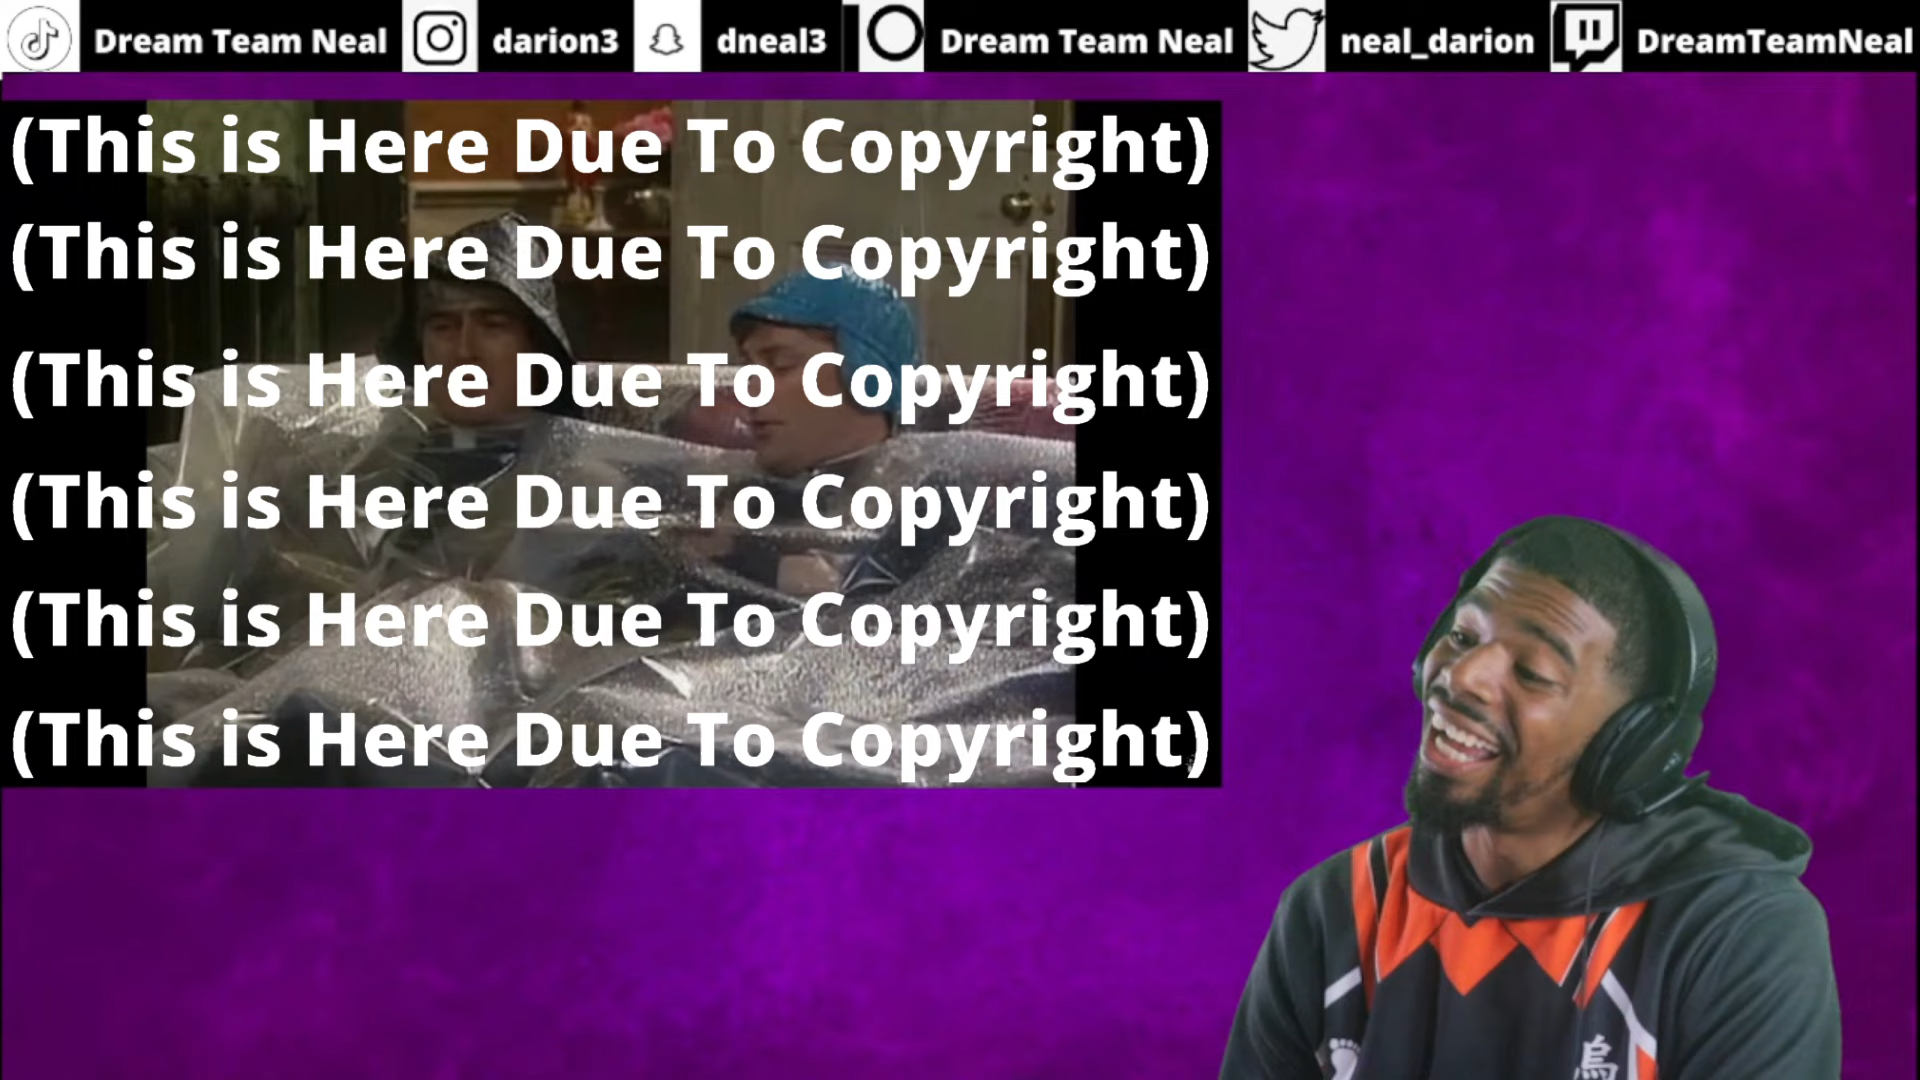 Dream Team Neal darion3 dneal3 Dream Team Neal neal_darion DreamTeamNeal
(This is Here Due To Copyright)
(This is Here Due To Copyright)
(This is Here Due To Copyright)
(This is Here Due To Copyright)
(This is Here Due To Copyright)
(This is Here Due To Copyright)
烏